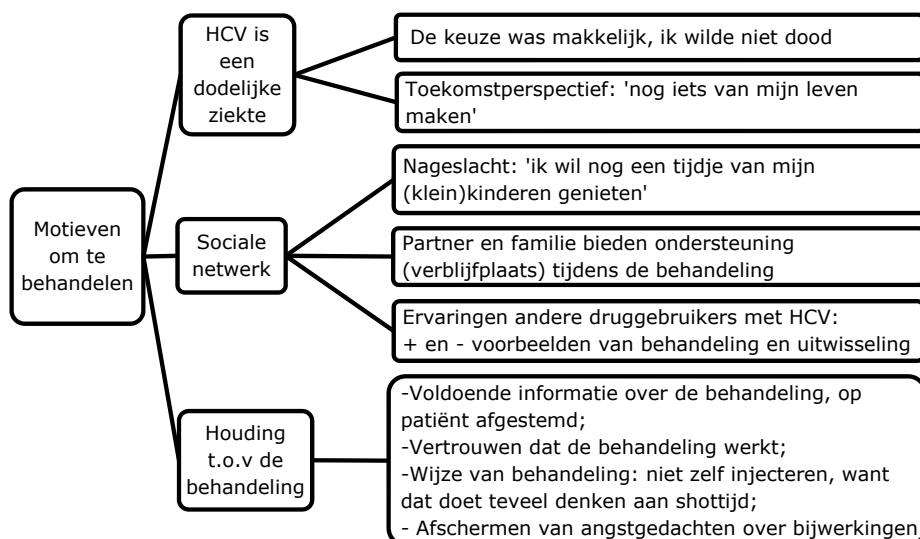 HCV is
een
dodelijke
ziekte
De keuze was makkelijk, ik wilde niet dood
Toekomstperspectief: 'nog iets van mijn leven
maken'
Motieven
om te
behandelen
Sociale
netwerk
Nageslacht: 'ik wil nog een tijdje van mijn
(klein)kinderen genieten'
Partner en familie bieden ondersteuning
(verblijfplaats) tijdens de behandeling
Ervaringen andere druggebruikers met HCV:
+ en - voorbeelden van behandeling en uitwisseling
Houding
t.o.v de
behandeling
-Voldoende informatie over de behandeling, op
patiënt afgestemd;
-Vertrouwen dat de behandeling werkt;
-Wijze van behandeling: niet zelf injecteren, want
dat doet teveel denken aan shottijd;
- Afschermen van angstgedachten over bijwerkingen